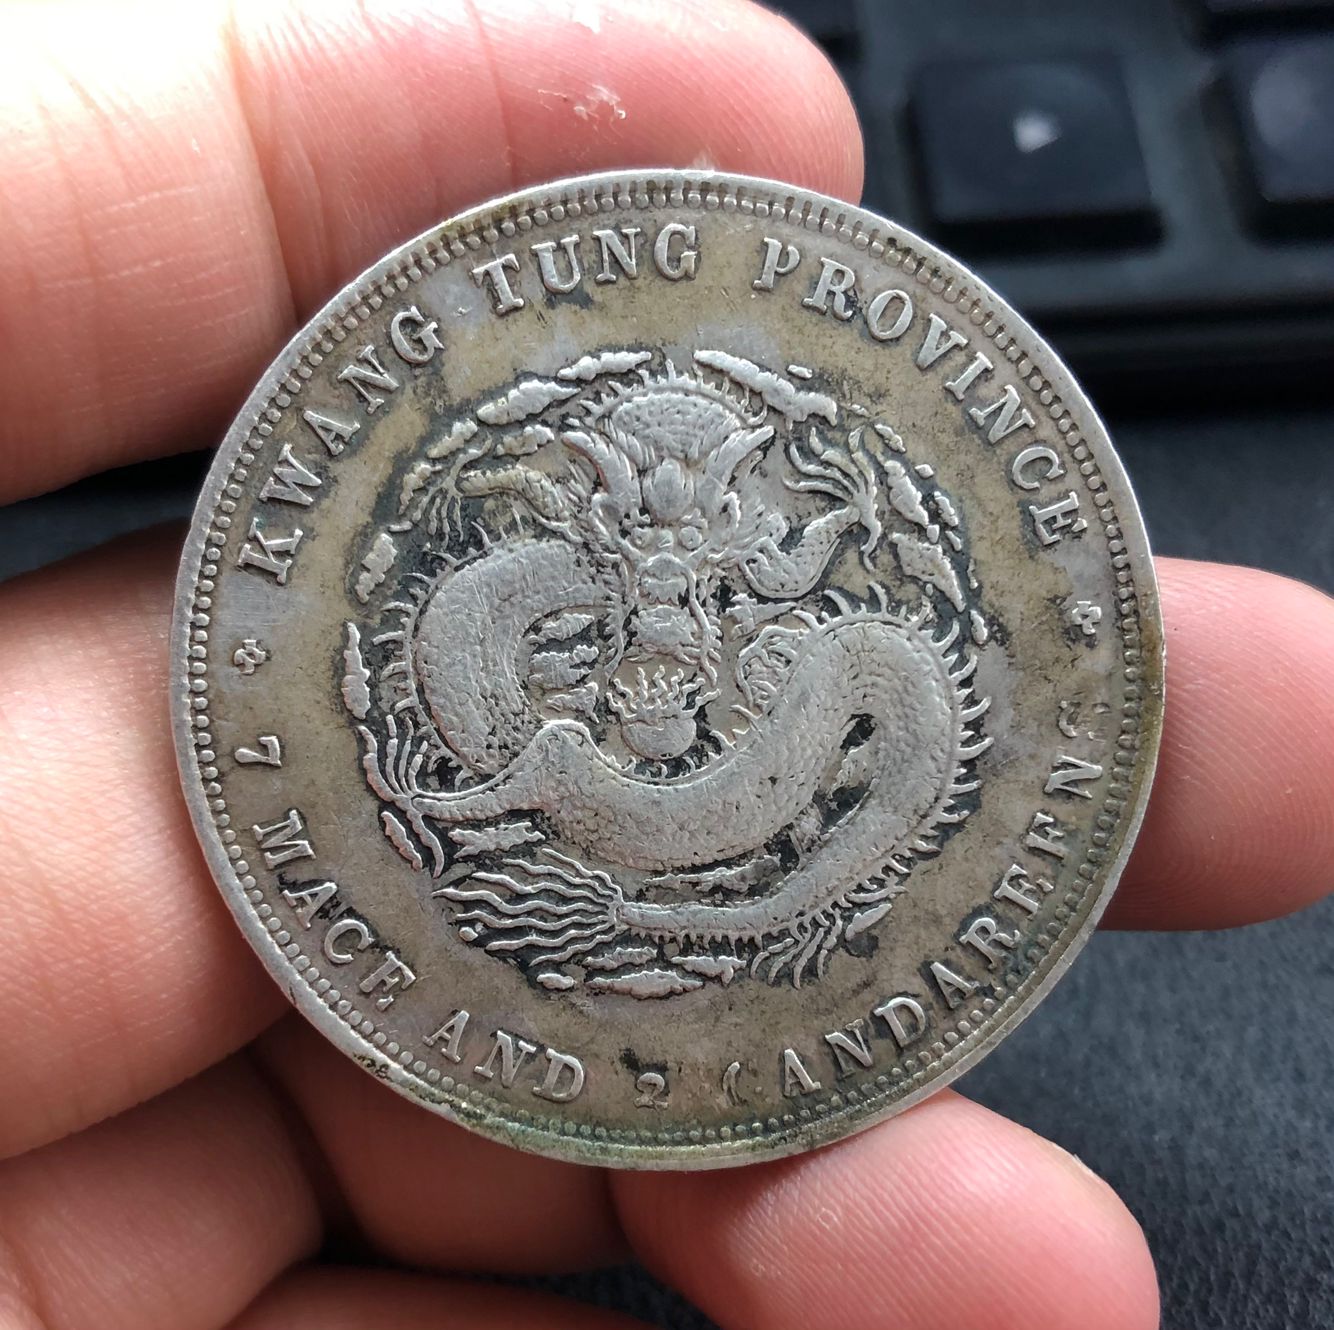 KWANG TUNG PROVINCE
7 MACE AND 2 CANDAREENS